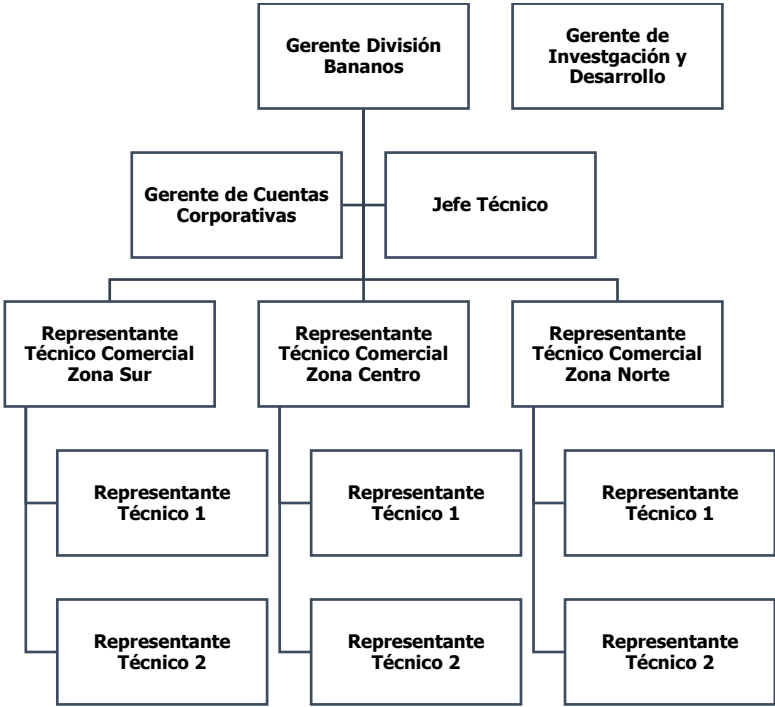 Gerente División
Bananos
Gerente de
Investgación y
Desarrollo
Gerente de Cuentas
Corporativas
Jefe Técnico
Representante
Técnico Comercial
Zona Sur
Representante
Técnico Comercial
Zona Centro
Representante
Técnico Comercial
Zona Norte
Representante
Técnico 1
Representante
Técnico 1
Representante
Técnico 1
Representante
Técnico 2
Representante
Técnico 2
Representante
Técnico 2